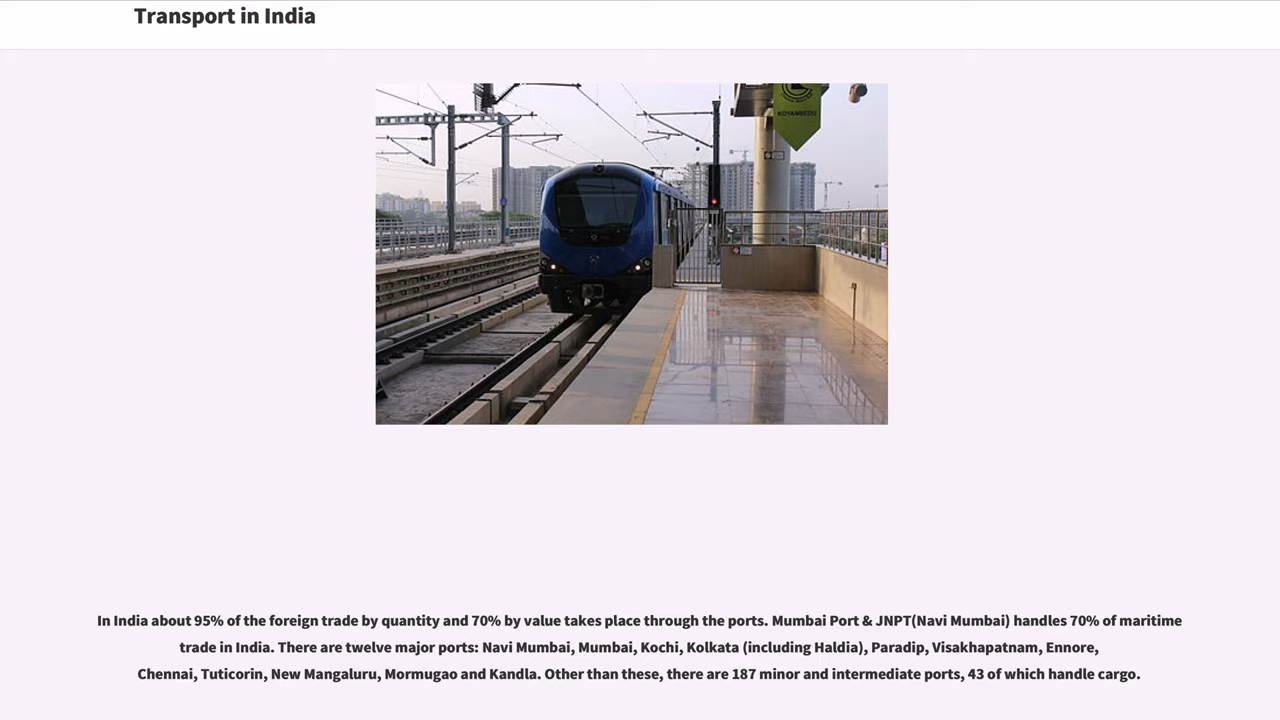 Transport in India
KOYAMBEDU
In India about 95% of the foreign trade by quantity and 70% by value takes place through the ports. Mumbai Port & JNPT(Navi Mumbai) handles 70% of maritime
trade in India. There are twelve major ports: Navi Mumbai, Mumbai, Kochi, Kolkata (including Haldia), Paradip, Visakhapatnam, Ennore,
Chennai, Tuticorin, New Mangaluru, Mormugao and Kandla. Other than these, there are 187 minor and intermediate ports, 43 of which handle cargo.